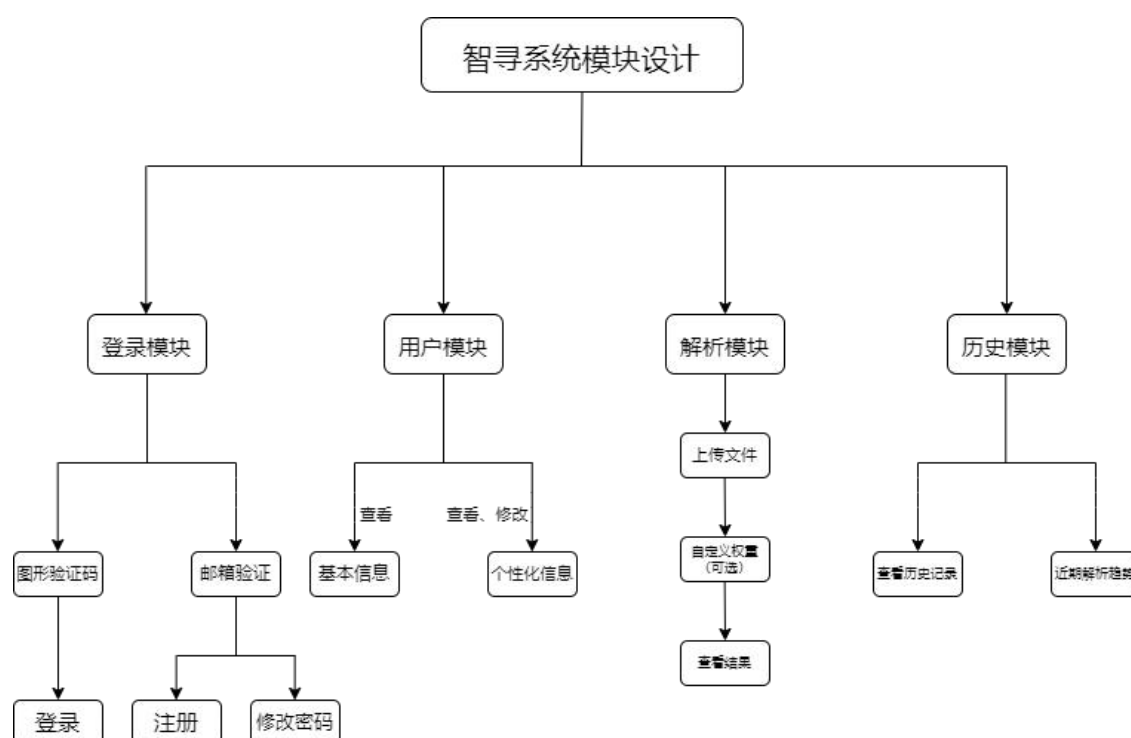 智寻系统模块设计
登录模块
用户模块
解析模块
历史模块
上传文件
查看
查看、修改
图形验证码
邮箱验证
基本信息
个性化信息
自定义权重
（可选）
查看历史记录
近期解析趋势
查看结果
登录
注册
修改密码